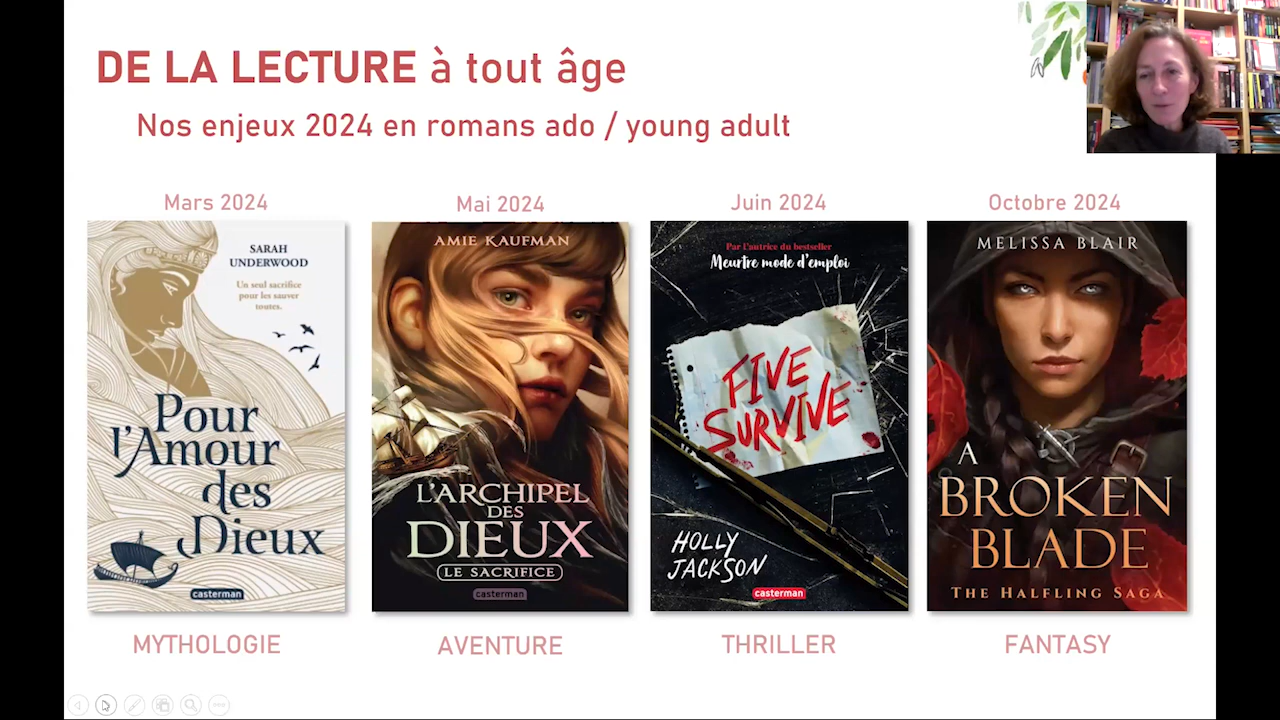 DE LA LECTURE à tout âge
Nos enjeux 2024 en romans ado / young adult
Mars 2024
SARAH
UNDERWOOD
Un seul sacrifice
pour les sauver
toutes.
Pour
l'Amour
des
Dieux
casterman
MYTHOLOGIE
Mai 2024
AMIE KAUFMAN
L'ARCHIPEL
DES
DIEUX
LE SACRIFICE
casterman
AVENTURE
Juin 2024
Par l'autrice du bestseller
Meurtre mode d'emploi
FIVE
SURVIVE
HOLLY
JACKSON
casterman
THRILLER
Octobre 2024
MELISSA BLAIR
A
BROKEN
BLADE
THE HALFLING SAGA
FANTASY